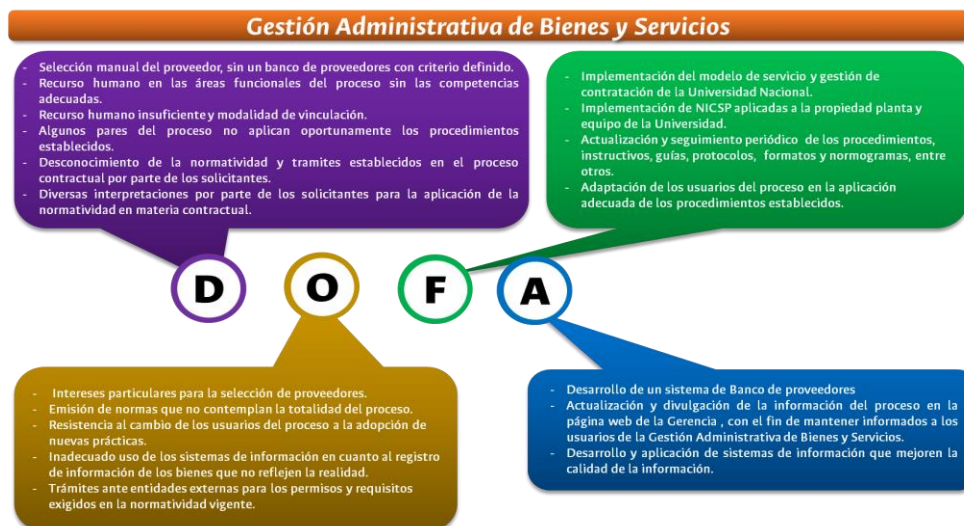 Gestión Administrativa de Bienes y Servicios
- Selección manual del proveedor, sin un banco de proveedores con criterio definido.
- Recurso humano en las áreas funcionales del proceso sin las competencias
adecuadas.
- Recurso humano insuficiente y modalidad de vinculación.
- Algunos pares del proceso no aplican oportunamente los procedimientos
establecidos.
- Desconocimiento de la normatividad y tramites establecidos en el proceso
contractual por parte de los solicitantes.
- Diversas interpretaciones por parte de los solicitantes para la aplicación de la
normatividad en materia contractual.
- Implementación del modelo de servicio y gestión de
contratación de la Universidad Nacional.
- Implementación de NICSP aplicadas a la propiedad planta y
equipo de la Universidad.
- Actualización y seguimiento periódico de los procedimientos,
instructivos, guías, protocolos, formatos y normogramas, entre
otros.
- Adaptación de los usuarios del proceso en la aplicación
adecuada de los procedimientos establecidos.
D O F A
- Intereses particulares para la selección de proveedores.
- Emisión de normas que no contemplan la totalidad del proceso.
- Resistencia al cambio de los usuarios del proceso a la adopción de
nuevas prácticas.
- Inadecuado uso de los sistemas de información en cuanto al registro
de información de los bienes que no reflejen la realidad.
- Trámites ante entidades externas para los permisos y requisitos
exigidos en la normatividad vigente.
- Desarrollo de un sistema de Banco de proveedores
- Actualización y divulgación de la información del proceso en la
página web de la Gerencia , con el fin de mantener informados a los
usuarios de la Gestión Administrativa de Bienes y Servicios.
- Desarrollo y aplicación de sistemas de información que mejoren la
calidad de la información.